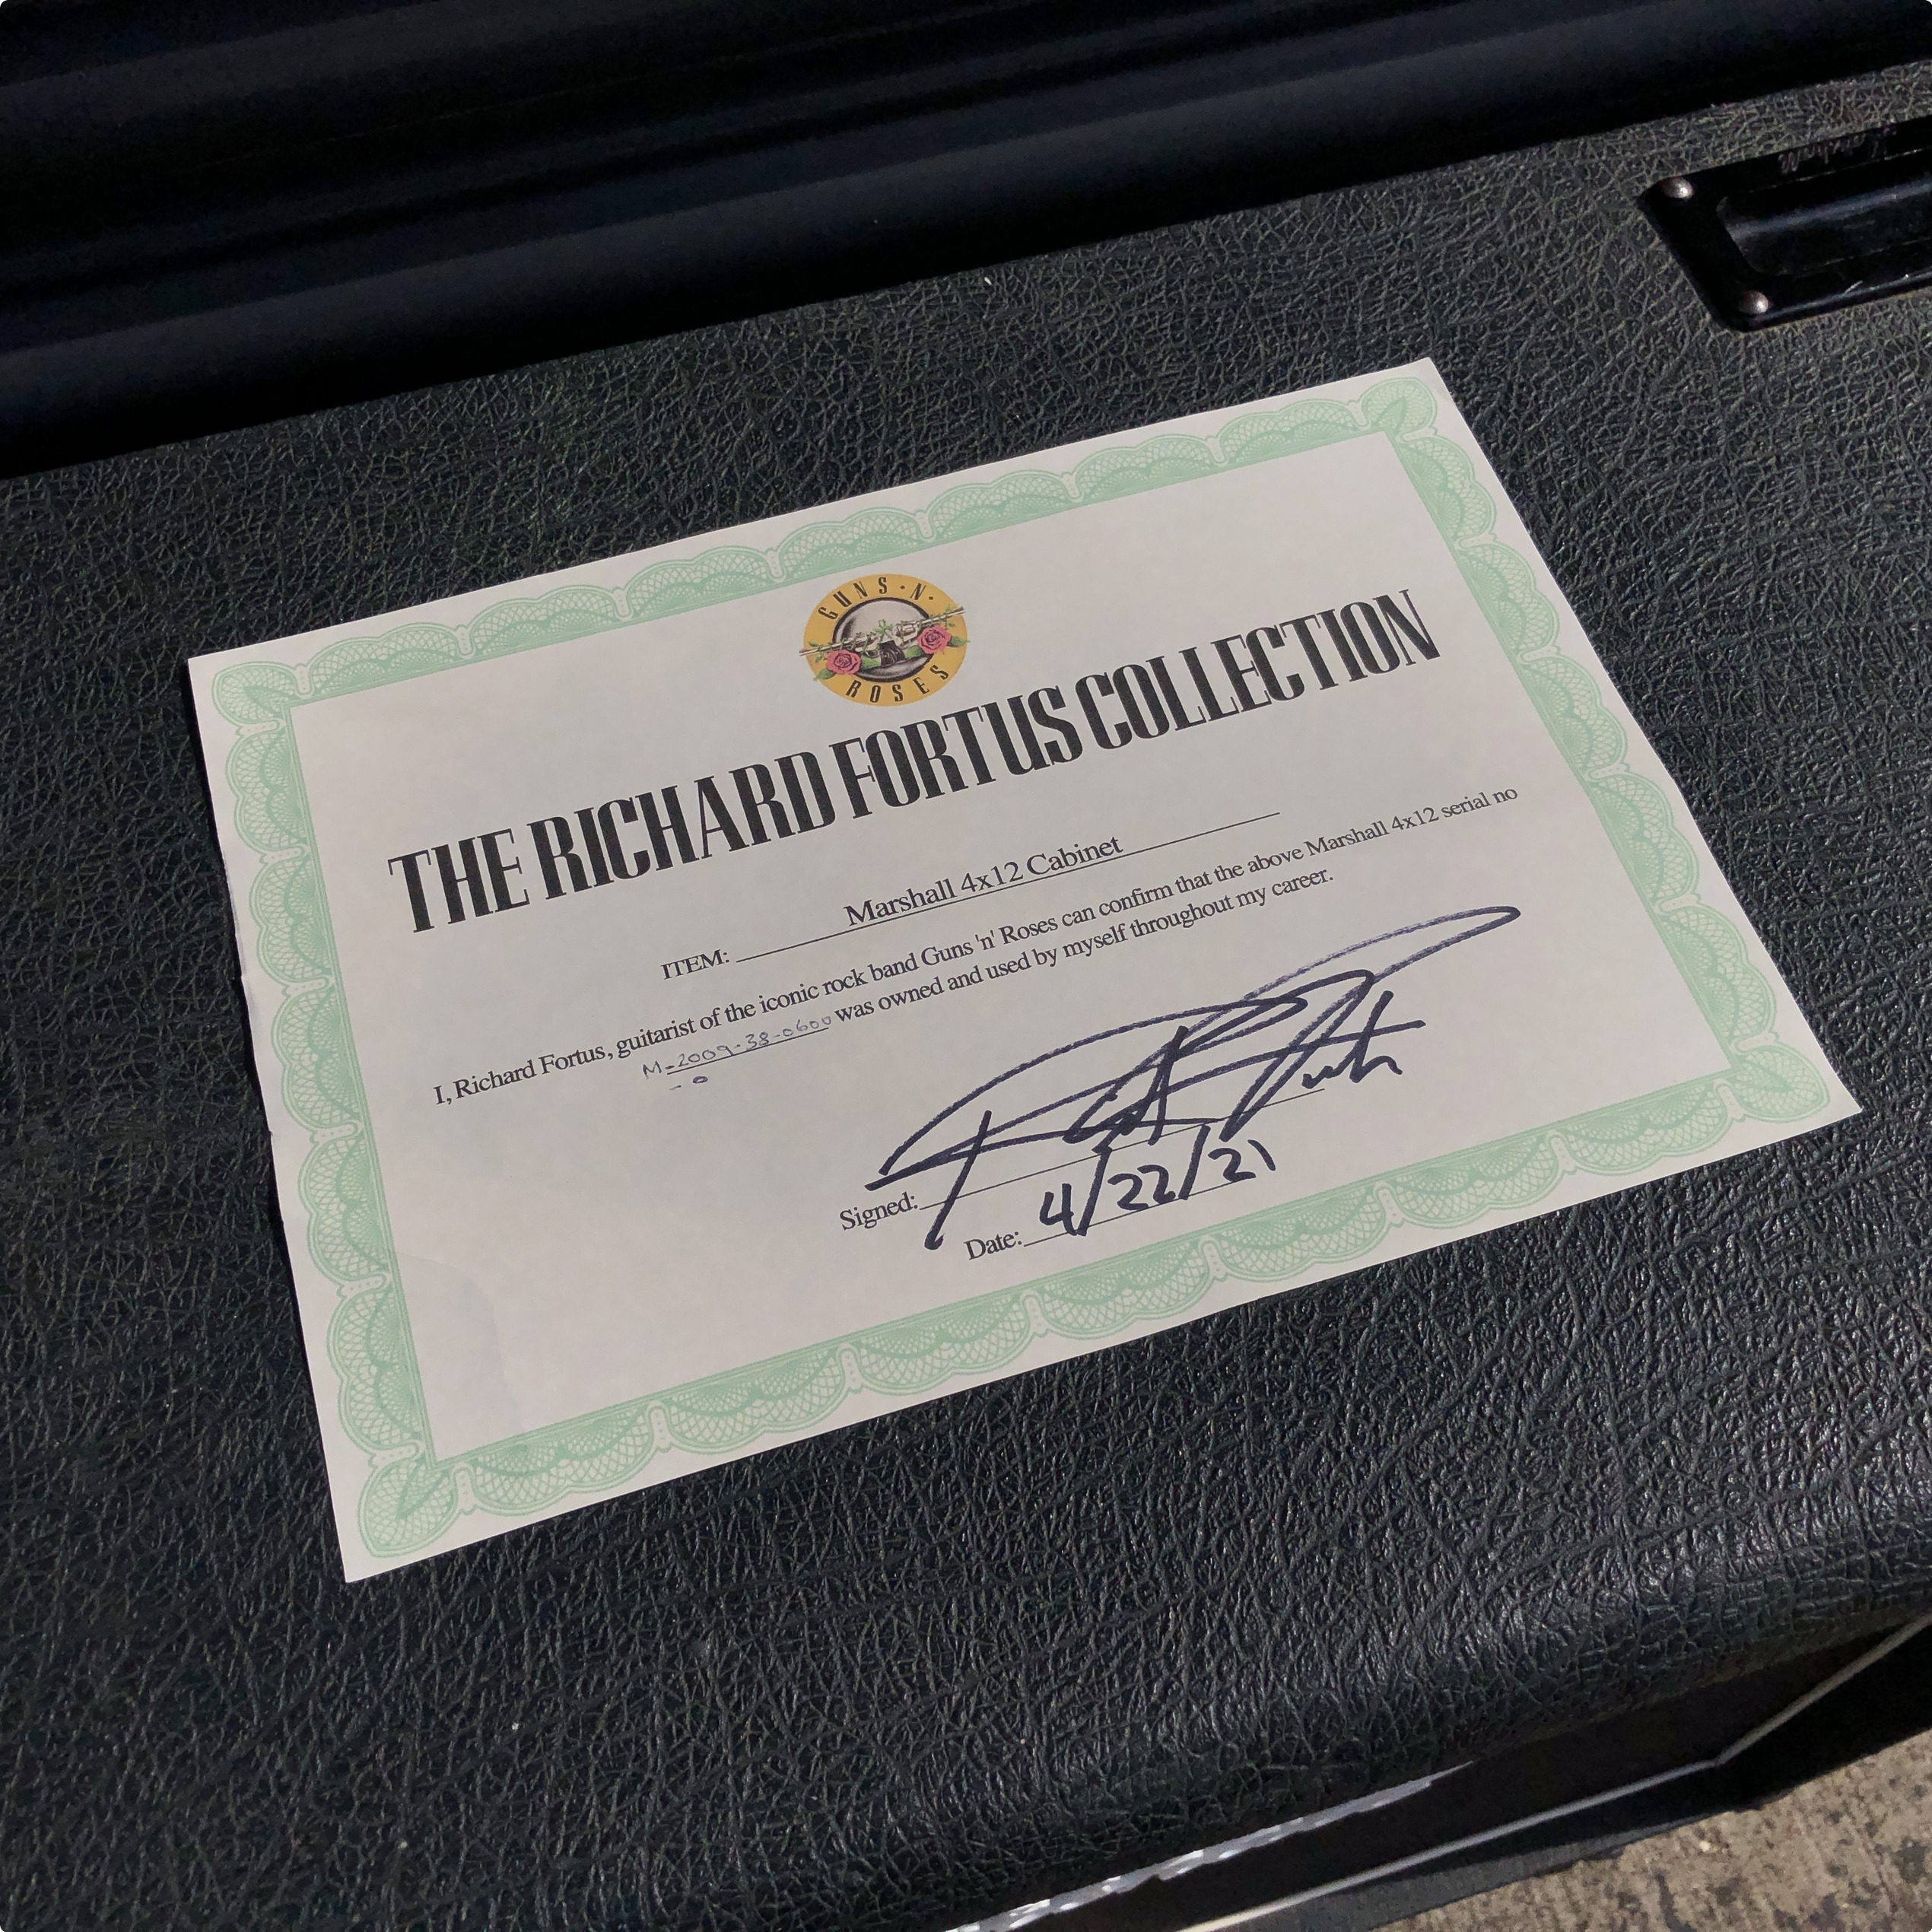 GUNS · N · ROSES
THE RICHARD FORTUS COLLECTION
ITEM: Marshall 4x12 Cabinet
I, Richard Fortus, guitarist of the iconic rock band Guns 'n' Roses can confirm that the above Marshall 4x12 serial no
M-2009-38-0600 was owned and used by myself throughout my career.
-0
Signed:
Date: 4/22/21